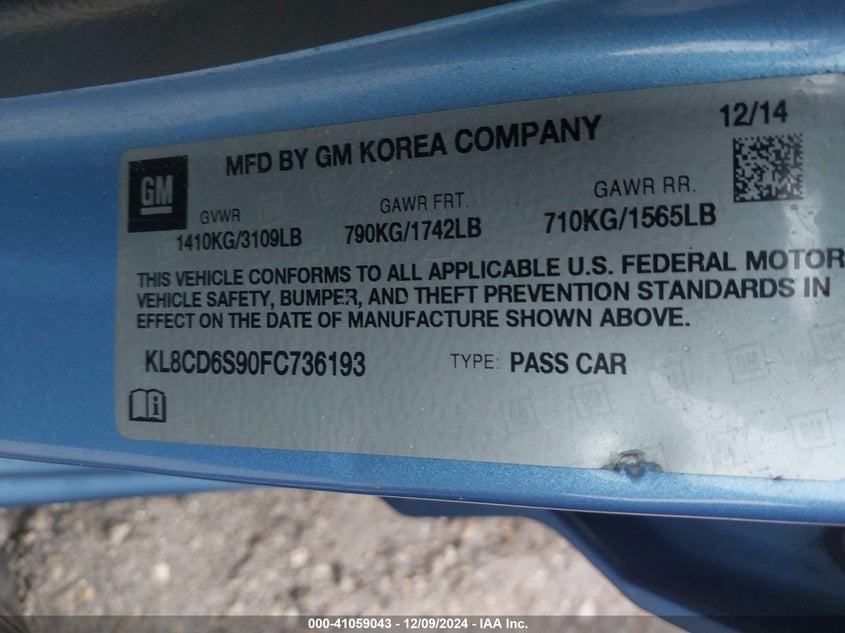 MFD BY GM KOREA COMPANY
12/14
GM
GVWR
1410KG/3109LB
GAWR FRT.
790KG/1742LB
GAWR RR.
710KG/1565LB
THIS VEHICLE CONFORMS TO ALL APPLICABLE U.S. FEDERAL MOTOR
VEHICLE SAFETY, BUMPER, AND THEFT PREVENTION STANDARDS IN
EFFECT ON THE DATE OF MANUFACTURE SHOWN ABOVE.
KL8CD6S90FC736193
TYPE: PASS CAR
000-41059043 - 12/09/2024 - IAA Inc.